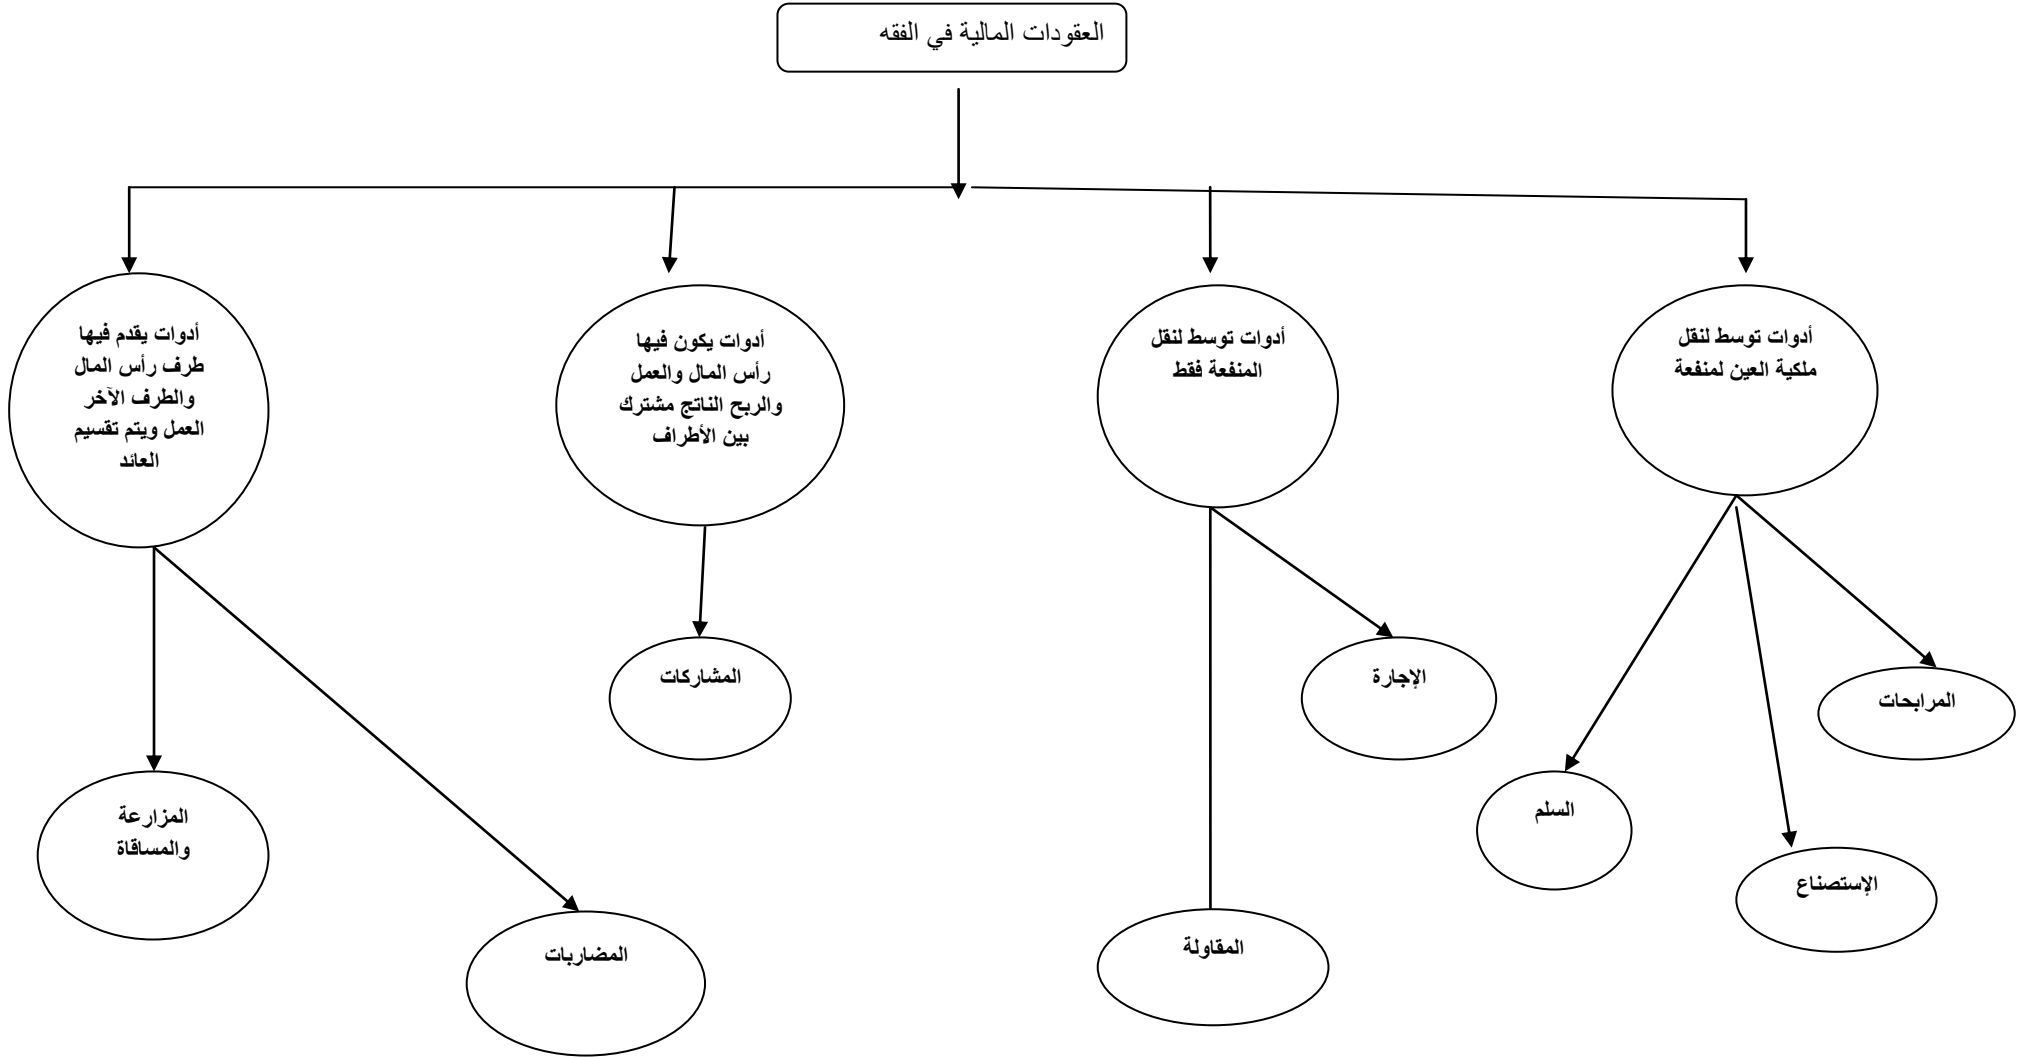 العقودات المالية في الفقه
أدوات توسط لنقل
ملكية العين لمنفعة
أدوات توسط لنقل
المنفعة فقط
أدوات يكون فيها
رأس المال والعمل
والربح الناتج مشترك
بين الأطراف
أدوات يقدم فيها
طرف رأس المال
والطرف الآخر
العمل ويتم تقسيم
العائد
المرابحات
الإستصناع
السلم
الإجارة
المقاولة
المشاركات
المضاربات
المزارعة
والمساقاة